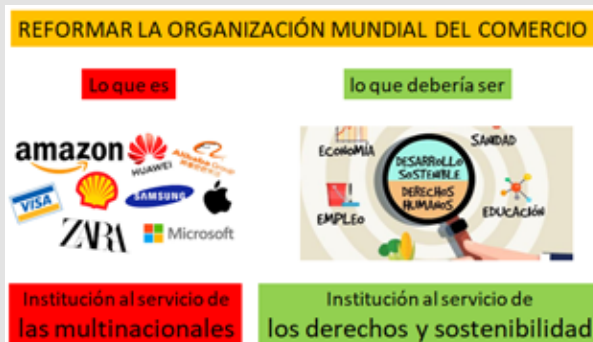 REFORMAR LA ORGANIZACIÓN MUNDIAL DEL COMERCIO
Lo que es
lo que debería ser
amazon
HUAWEI
Alibaba Group
VISA
SAMSUNG
ZARA
Microsoft
ECONOMÍA
SANIDAD
DESARROLLO
SOSTENIBLE
DERECHOS
HUMANOS
EMPLEO
EDUCACIÓN
Institución al servicio de
las multinacionales
Institución al servicio de
los derechos y sostenibilidad